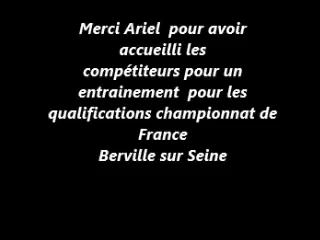 Merci Ariel  pour avoir
accueilli les
compétiteurs pour un
entrainement  pour les
qualifications championnat de
France
Berville sur Seine